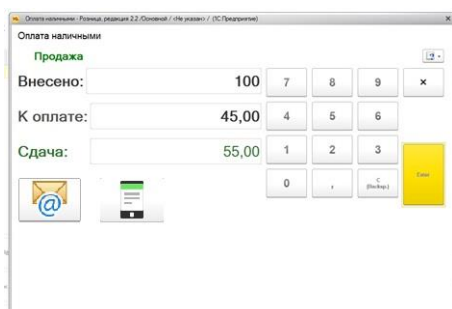 Оплата наличными - Розница, редакция 2.2 /Основной / <Не указан> / (1С:Предприятие)
Оплата наличными
Продажа
Внесено: 100 7 8 9 ×
К оплате: 45,00 4 5 6
Сдача: 55,00 1 2 3
Enter
0 , C
(Backsp.)